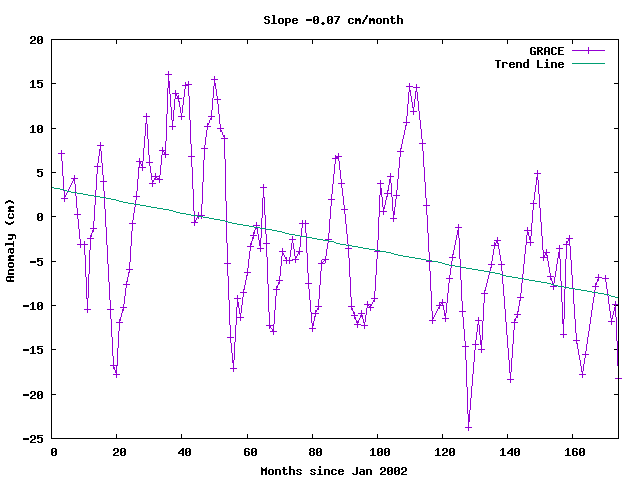 Slope -0.07 cm/month
GRACE
Trend Line
20
15
10
5
0
-5
-10
-15
-20
-25
Anomaly (cm)
0 20 40 60 80 100 120 140 160
Months since Jan 2002